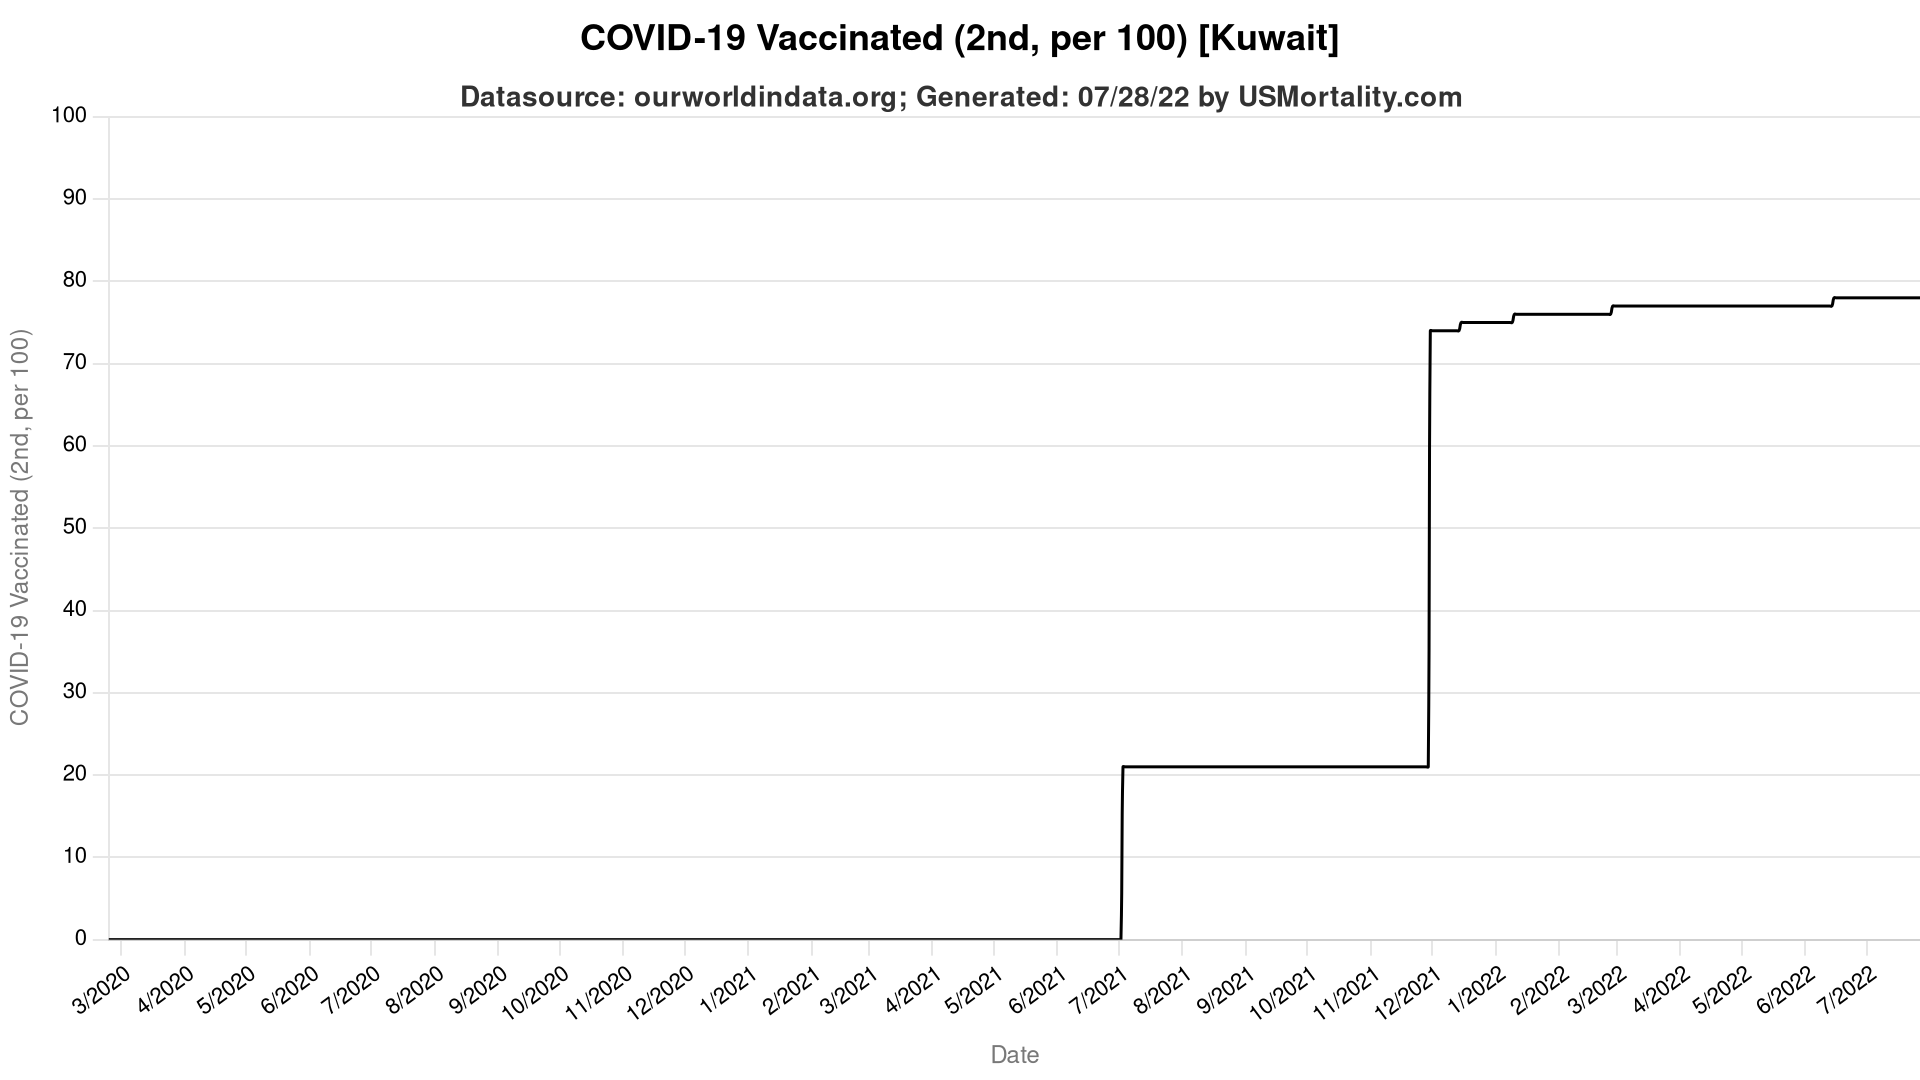 COVID-19 Vaccinated (2nd, per 100) [Kuwait]
Datasource: ourworldindata.org; Generated: 07/28/22 by USMortality.com
COVID-19 Vaccinated (2nd, per 100)
100
90
80
70
60
50
40
30
20
10
0
3/2020 4/2020 5/2020 6/2020 7/2020 8/2020 9/2020 10/2020 11/2020 12/2020 1/2021 2/2021 3/2021 4/2021 5/2021 6/2021 7/2021 8/2021 9/2021 10/2021 11/2021 12/2021 1/2022 2/2022 3/2022 4/2022 5/2022 6/2022 7/2022
Date